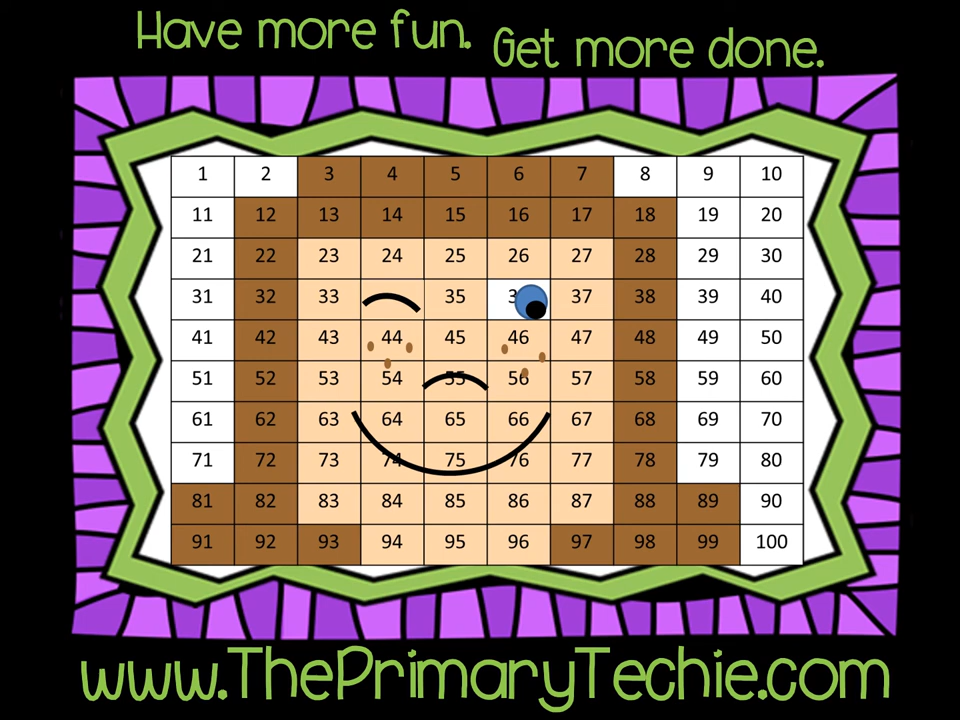 Have more fun. Get more done.
1 2 3 4 5 6 7 8 9 10
11 12 13 14 15 16 17 18 19 20
21 22 23 24 25 26 27 28 29 30
31 32 33 35 37 38 39 40
41 42 43 44 45 46 47 48 49 50
51 52 53 54 55 56 57 58 59 60
61 62 63 64 65 66 67 68 69 70
71 72 73 74 75 76 77 78 79 80
81 82 83 84 85 86 87 88 89 90
91 92 93 94 95 96 97 98 99 100
www.ThePrimaryTechie.com